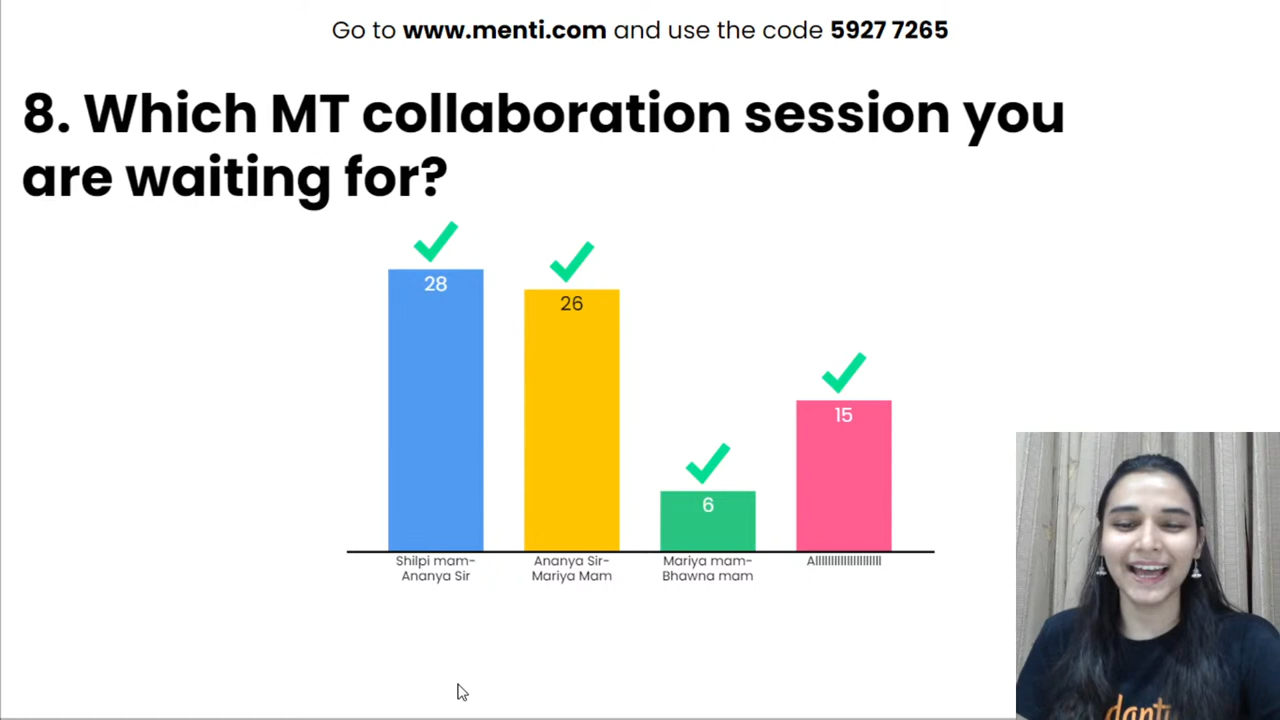 Go to www.menti.com and use the code 5927 7265
8. Which MT collaboration session you
are waiting for?
28
26
6
15
Shilpi mam-
Ananya Sir
Ananya Sir-
Mariya Mam
Mariya mam-
Bhawna mam